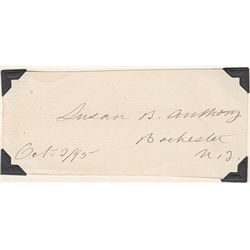 Susan B. Anthony
Rochester
Oct. 2/95 N.Y.